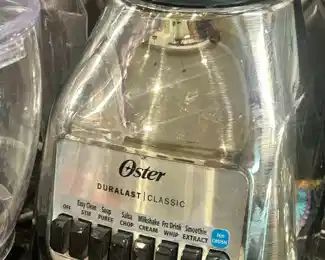 Oster
DURALAST | CLASSIC
Easy Clean Soup Salsa Milkshake Frz Drink Smoothie ICE
OFF STIR PUREE CHOP CREAM WHIP EXTRACT CRUSH